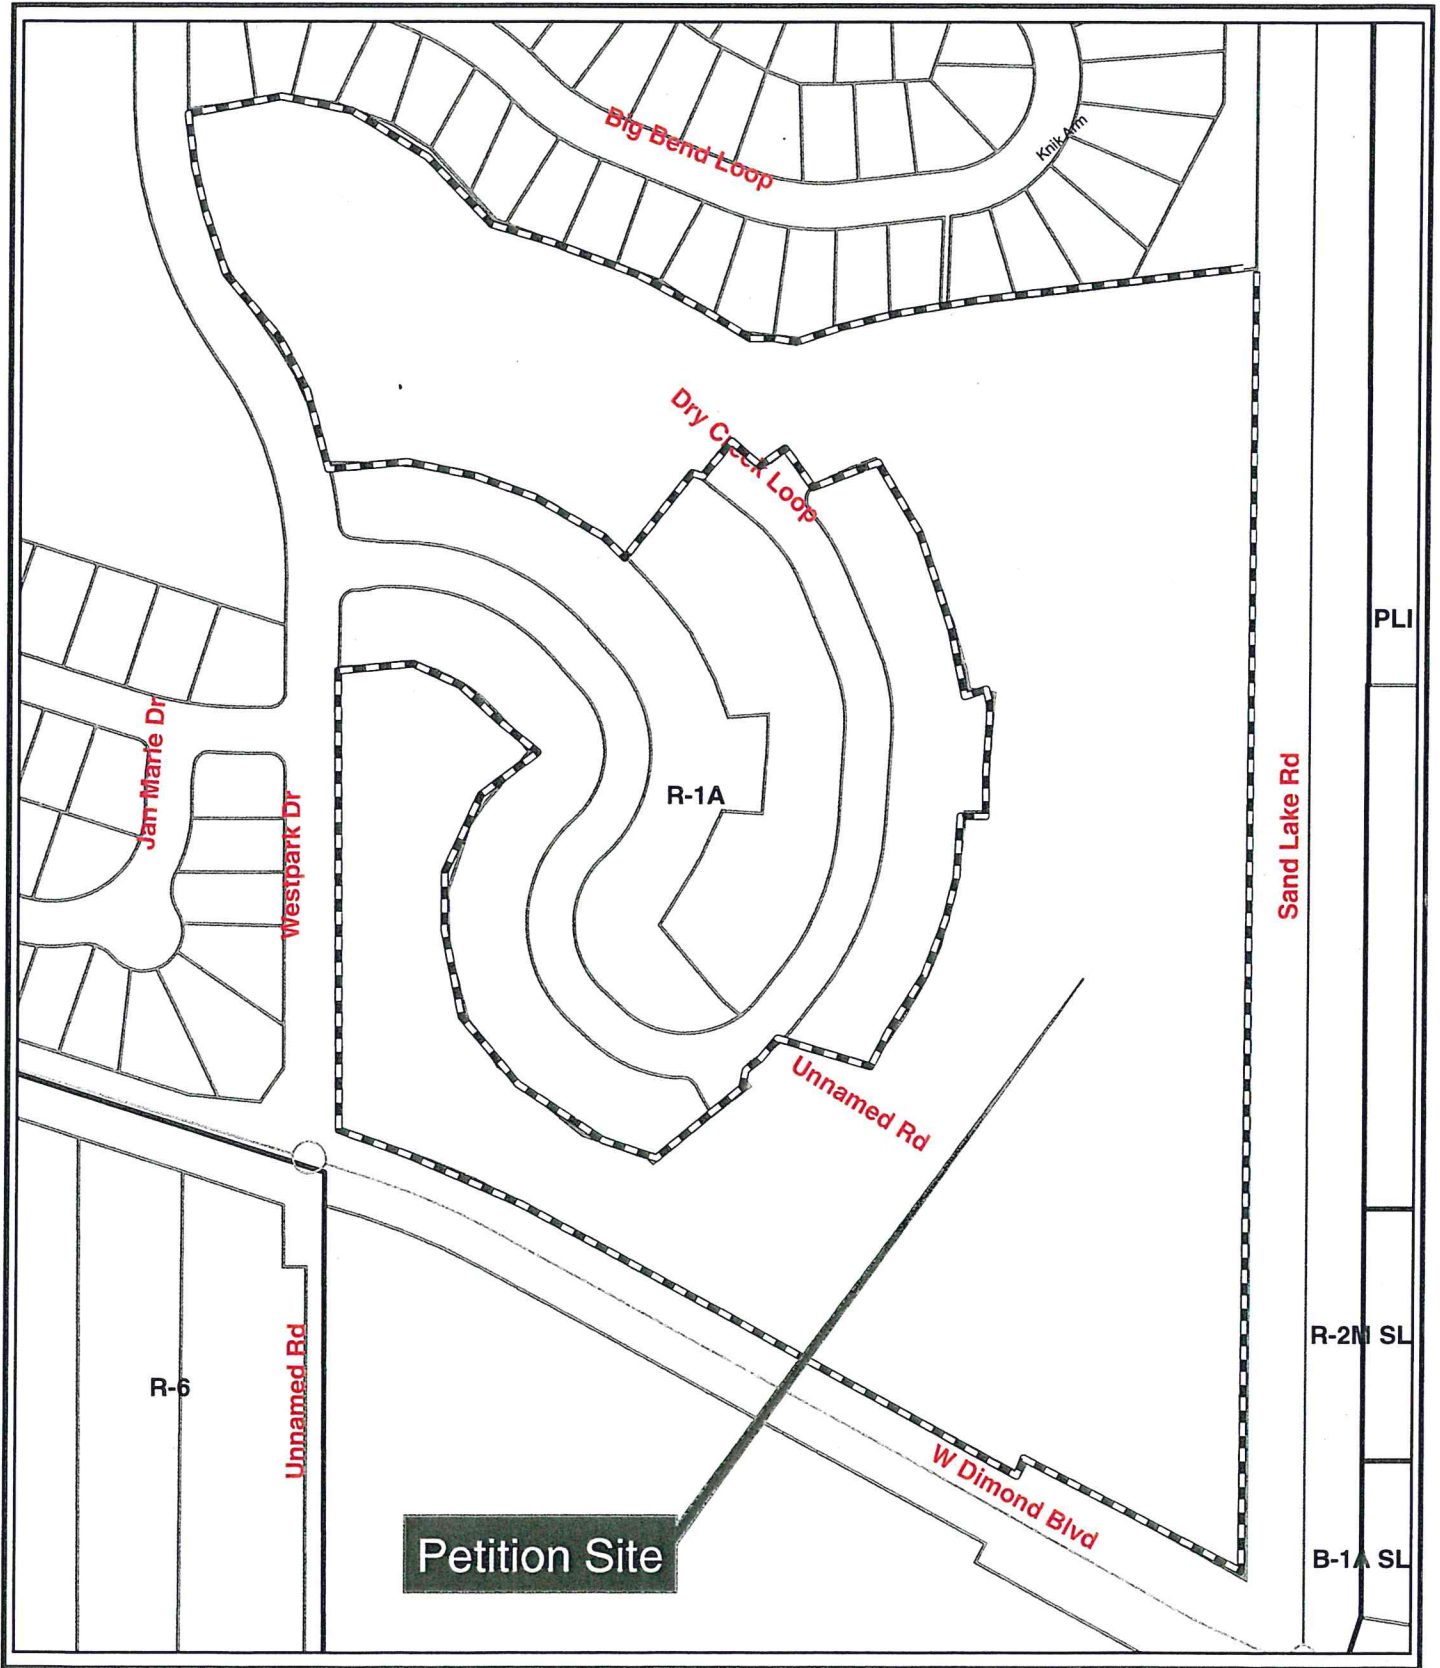 Big Bend Loop
Knik Arm
Dry Creek Loop
PLI
Jan Marie Dr
Westpark Dr
R-1A
Sand Lake Rd
Unnamed Rd
R-2M SL
R-6
Unnamed Rd
W Dimond Blvd
Petition Site
B-1A SL